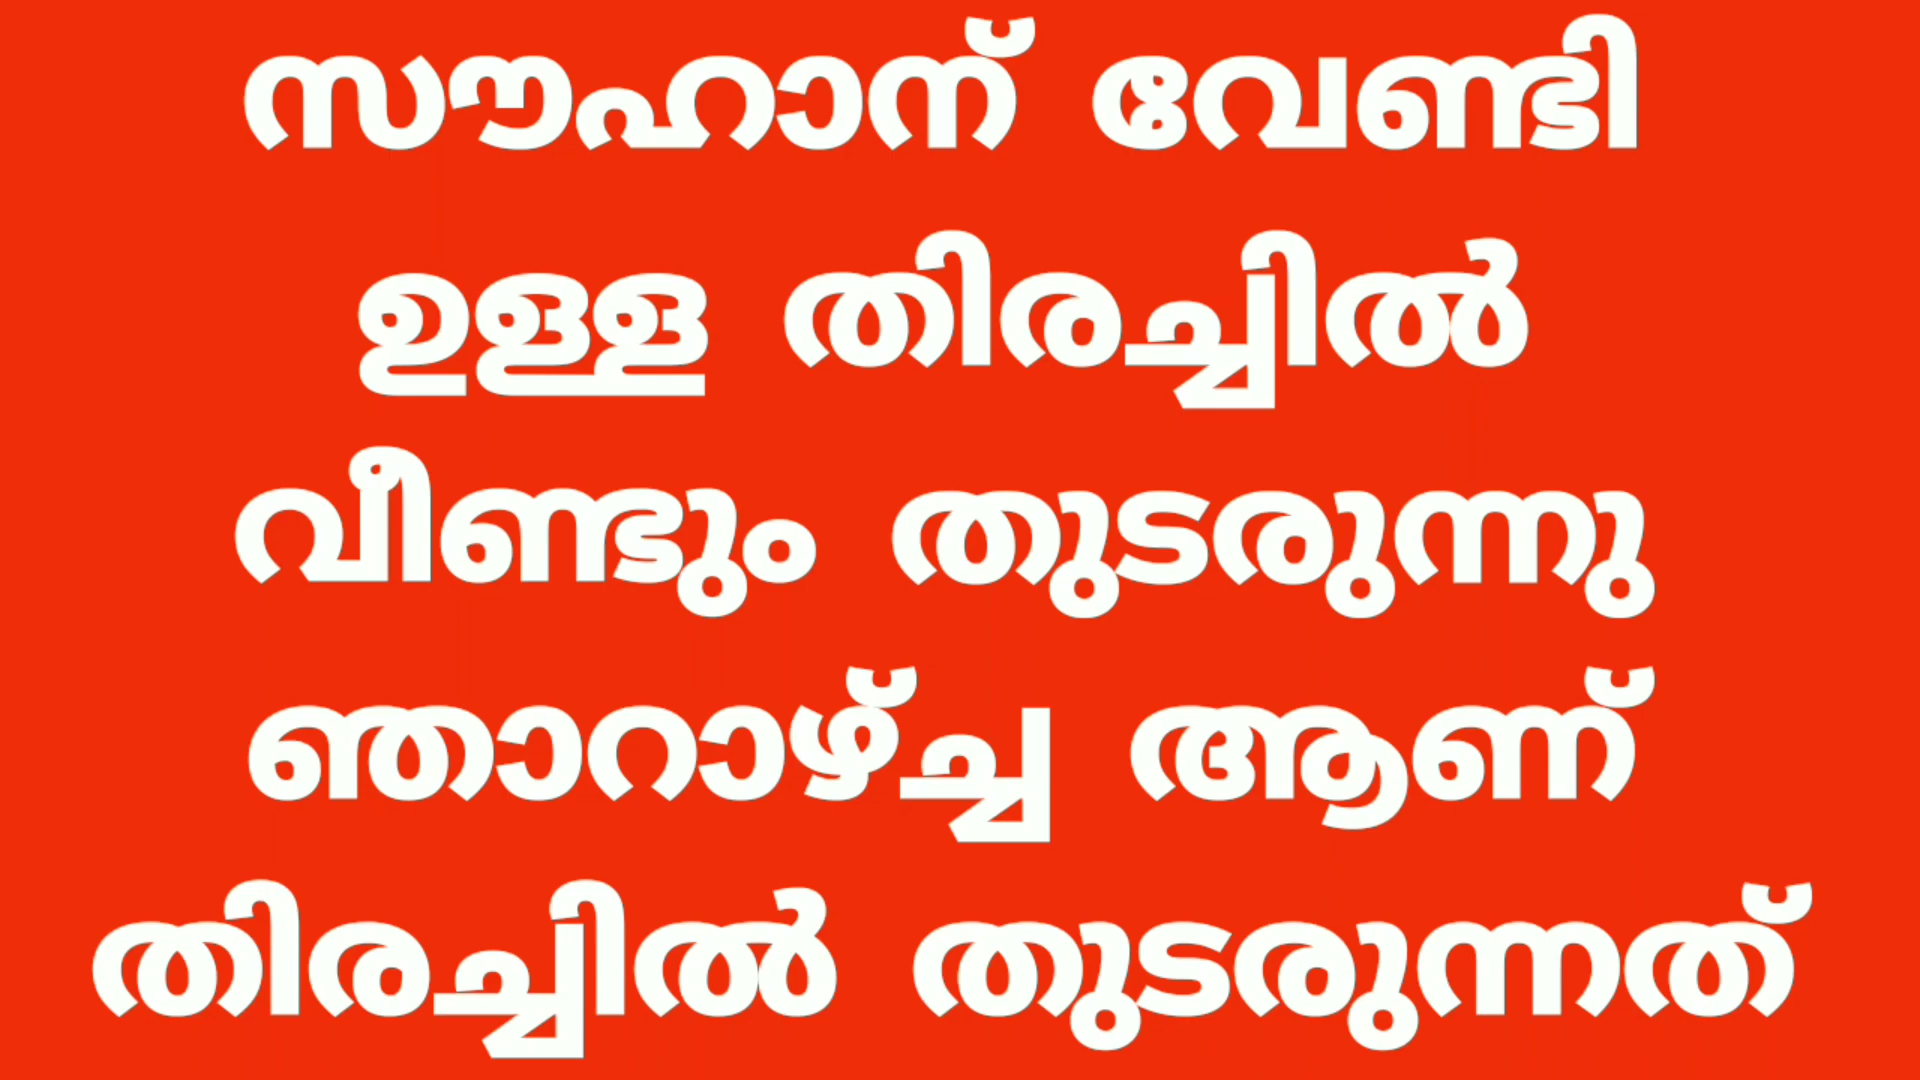 സൗഹാന് വേണ്ടി
ഉള്ള തിരച്ചിൽ
വീണ്ടും തുടരുന്നു
ഞാറാഴ്ച്ച ആണ്
തിരച്ചിൽ തുടരുന്നത്